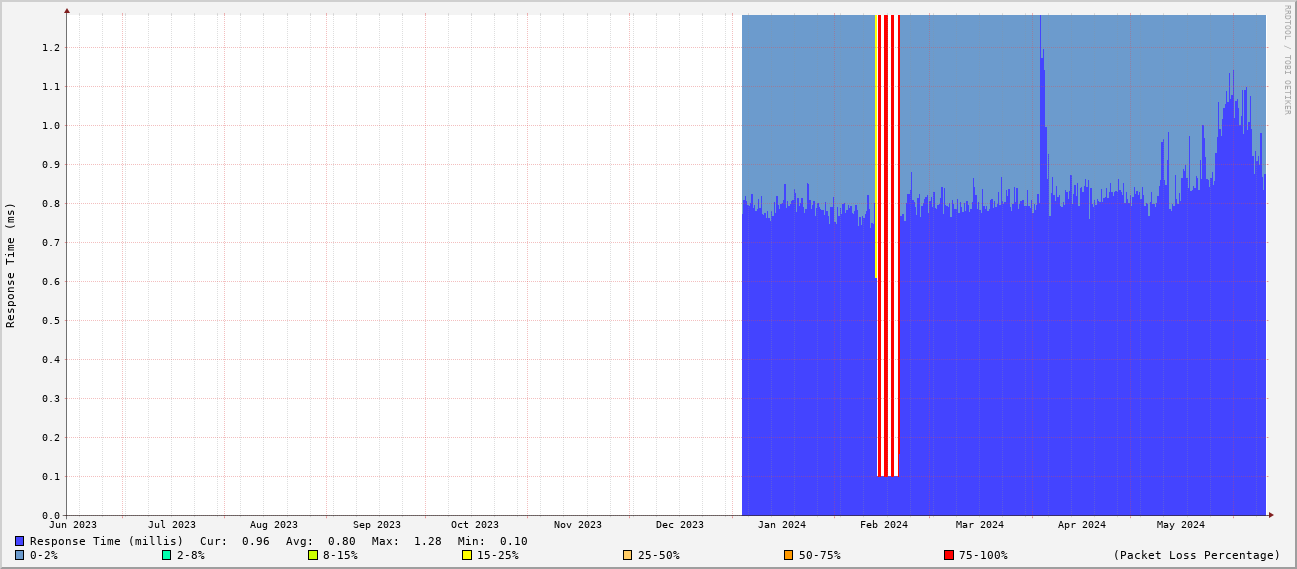 RRDTOOL / TOBI OETIKER
Response Time (ms)
1.2
1.1
1.0
0.9
0.8
0.7
0.6
0.5
0.4
0.3
0.2
0.1
0.0
Jun 2023 Jul 2023 Aug 2023 Sep 2023 Oct 2023 Nov 2023 Dec 2023 Jan 2024 Feb 2024 Mar 2024 Apr 2024 May 2024
Response Time (millis) Cur: 0.96 Avg: 0.80 Max: 1.28 Min: 0.10
0-2% 2-8% 8-15% 15-25% 25-50% 50-75% 75-100% (Packet Loss Percentage)